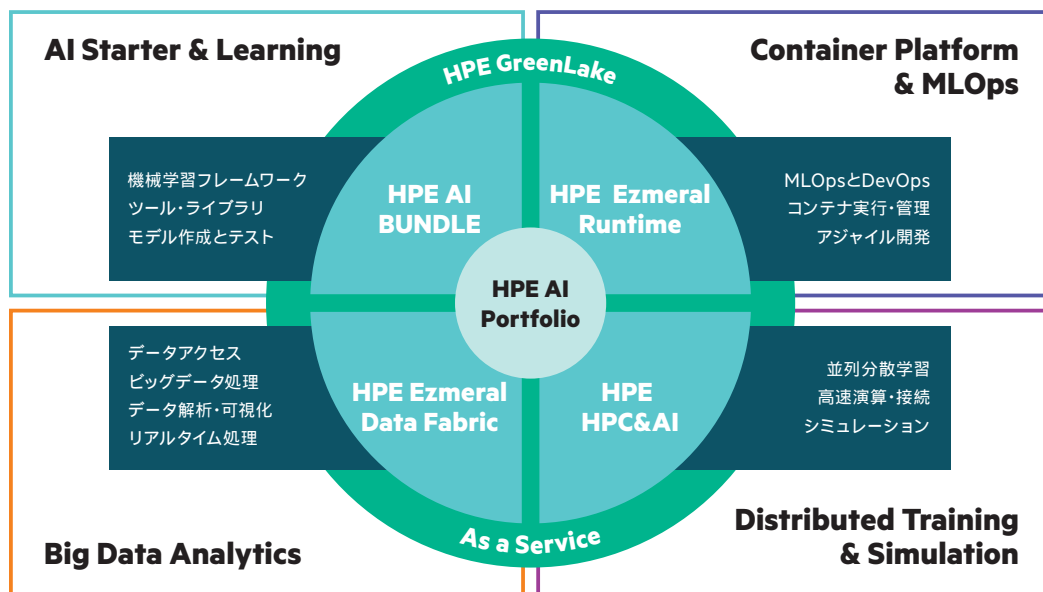 AI Starter & Learning
機械学習フレームワーク
ツール・ライブラリ
モデル作成とテスト
HPE GreenLake
HPE AI
BUNDLE
HPE Ezmeral
Runtime
Container Platform
& MLOps
MLOpsとDevOps
コンテナ実行・管理
アジャイル開発
HPE AI
Portfolio
データアクセス
ビッグデータ処理
データ解析・可視化
リアルタイム処理
HPE Ezmeral
Data Fabric
HPE
HPC&AI
並列分散学習
高速演算・接続
シミュレーション
As a Service
Big Data Analytics
Distributed Training
& Simulation